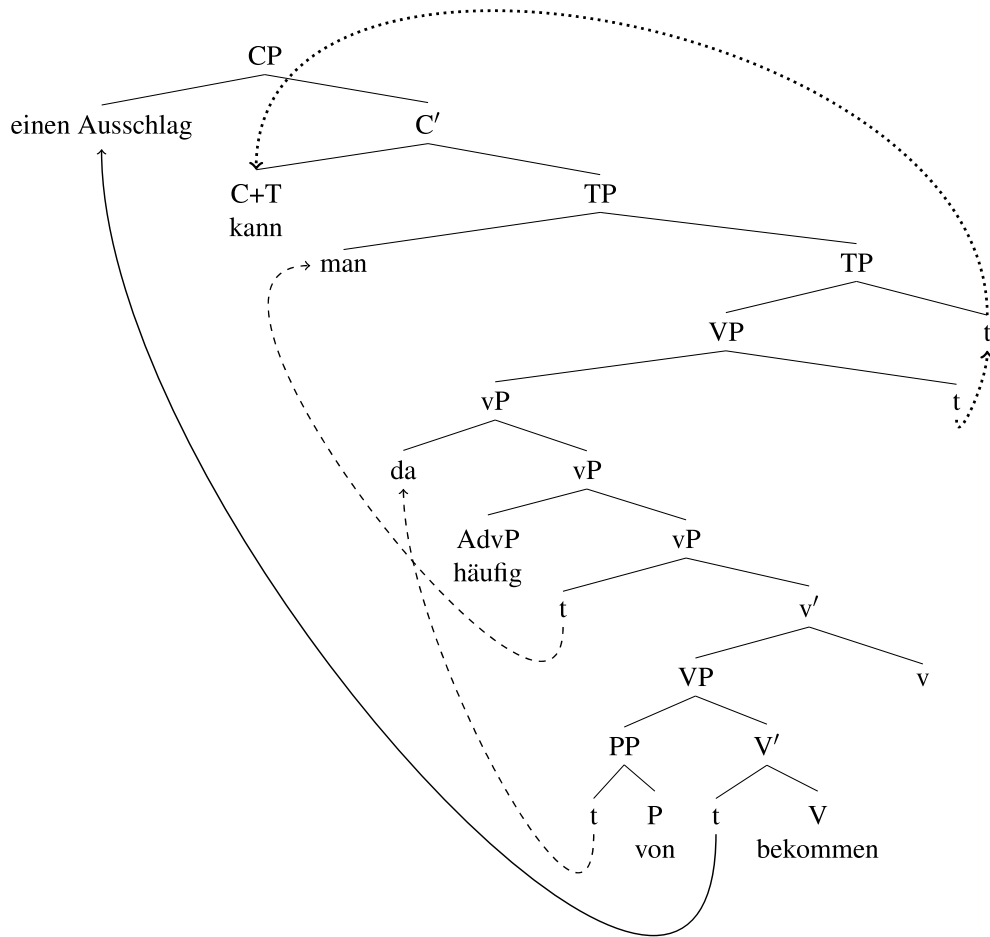 CP
einen Ausschlag C′
C+T TP
kann
man TP
VP t
vP t
da vP
AdvP vP
häufig
t v′
VP v
PP V′
t P t V
von bekommen